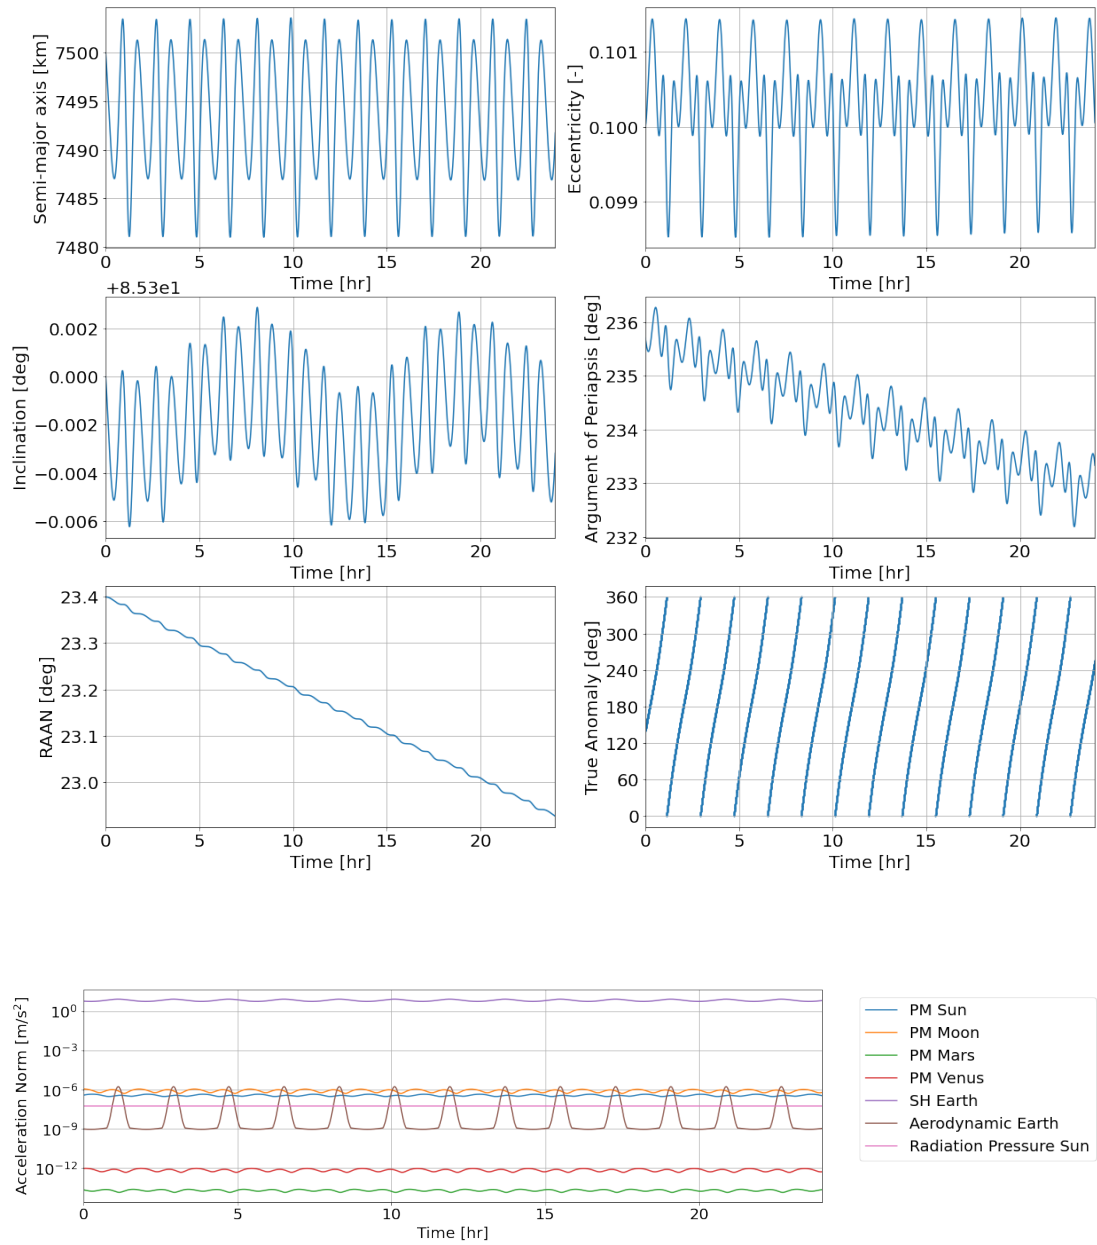 Semi-major axis [km]
7500
7495
7490
7485
7480
0 5 10 15 20
Time [hr]
Eccentricity [-]
0.101
0.100
0.099
0 5 10 15 20
Time [hr]
+8.53e1
Inclination [deg]
0.002
0.000
−0.002
−0.004
−0.006
0 5 10 15 20
Time [hr]
Argument of Periapsis [deg]
236
235
234
233
232
0 5 10 15 20
Time [hr]
RAAN [deg]
23.4
23.3
23.2
23.1
23.0
0 5 10 15 20
Time [hr]
True Anomaly [deg]
360
300
240
180
120
60
0
0 5 10 15 20
Time [hr]
Acceleration Norm [m/s²]
10⁰
10⁻³
10⁻⁶
10⁻⁹
10⁻¹²
0 5 10 15 20
Time [hr]
PM Sun
PM Moon
PM Mars
PM Venus
SH Earth
Aerodynamic Earth
Radiation Pressure Sun